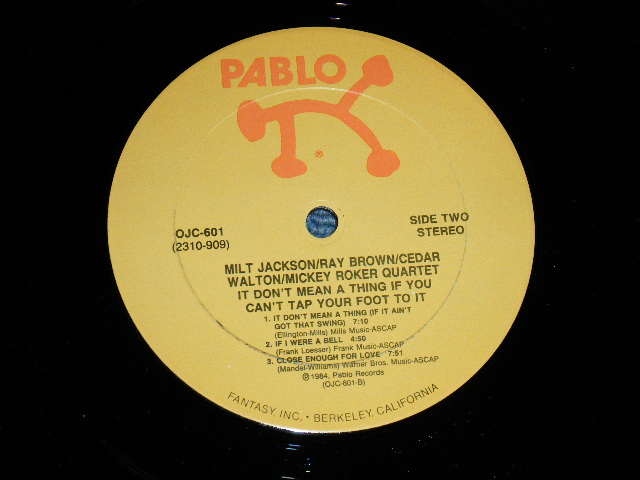 PABLO
®
OJC-601
(2310-909)
SIDE TWO
STEREO
MILT JACKSON/RAY BROWN/CEDAR
WALTON/MICKEY ROKER QUARTET
IT DON'T MEAN A THING IF YOU
CAN'T TAP YOUR FOOT TO IT
1. IT DON'T MEAN A THING (IF IT AIN'T
GOT THAT SWING) 7:10
(Ellington-Mills) Mills Music-ASCAP
2. IF I WERE A BELL 4:50
(Frank Loesser) Frank Music-ASCAP
3. CLOSE ENOUGH FOR LOVE 7:51
(Mandel-Williams) Warner Bros. Music-ASCAP
℗ 1984, Pablo Records
(OJC-601-B)
FANTASY, INC. • BERKELEY, CALIFORNIA